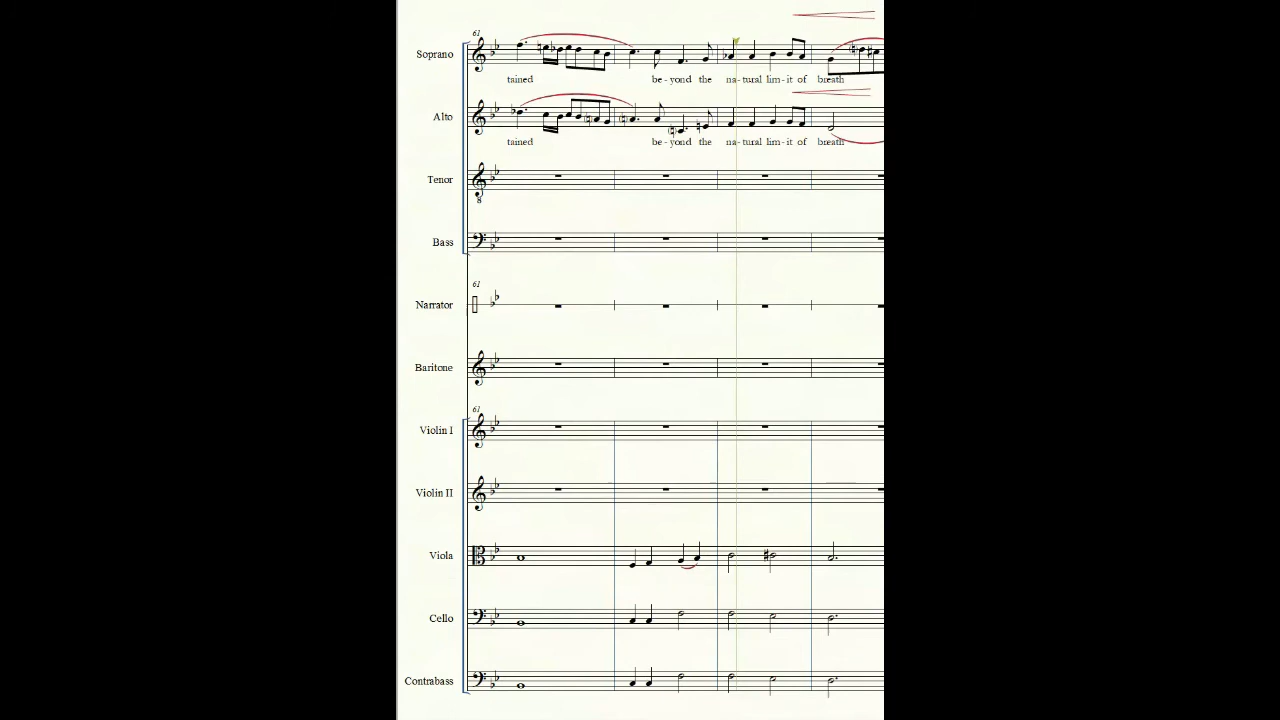 61
Soprano
tained be - yond the na - tural lim - it of breath
Alto
tained be - yond the na - tural lim - it of breath
Tenor
8
Bass
61
Narrator
Baritone
61
Violin I
Violin II
Viola
Cello
Contrabass